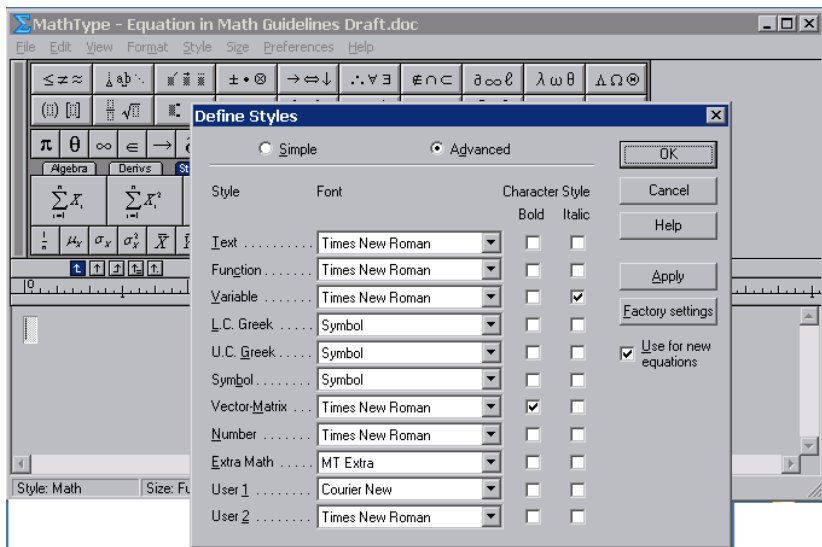 MathType - Equation in Math Guidelines Draft.doc
File Edit View Format Style Size Preferences Help
≤≠≈ ±•⊗ →⇔↓ ∴∀∃ ∉∩⊂ ∂∞ℓ λωθ ΛΩ⊛
Define Styles
π θ ∞ ∈ →
Simple Advanced OK
Algebra Derivs St
Style Font Character Style Cancel
Bold Italic
Help
Text .......... Times New Roman
Function ....... Times New Roman
Apply
Variable ....... Times New Roman
Factory settings
L.C. Greek ..... Symbol
U.C. Greek ..... Symbol
Use for new
equations
Symbol ........ Symbol
Vector-Matrix ... Times New Roman
Number ....... Times New Roman
Extra Math ..... MT Extra
Style: Math Size: Fu
User 1 ........ Courier New
User 2 ........ Times New Roman